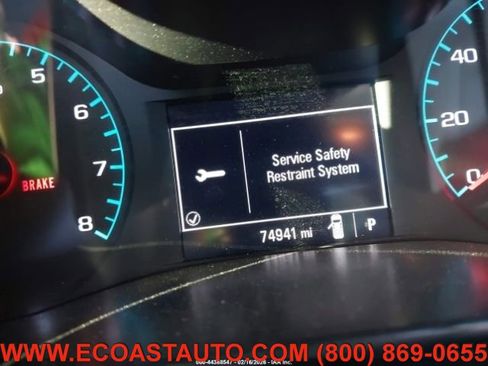 5
6
7
8
BRAKE
Service Safety
Restraint System
74941 mi
P
40
20
0
WWW.ECOASTAUTO.COM (800) 869-0655